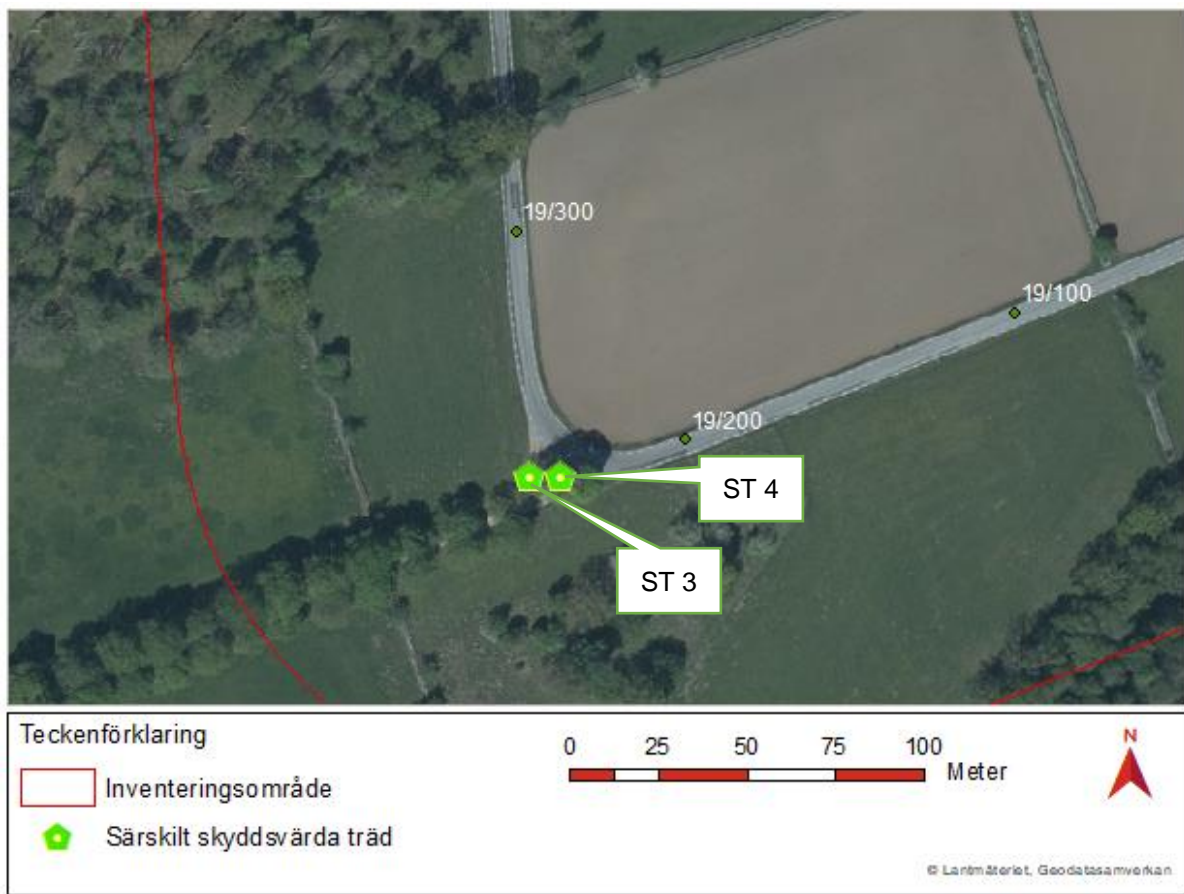 19/300
19/100
19/200
ST 4
ST 3
Teckenförklaring
Inventeringsområde
Särskilt skyddsvärda träd
0 25 50 75 100
Meter
N
© Lantmäteriet, Geodatasamverkan